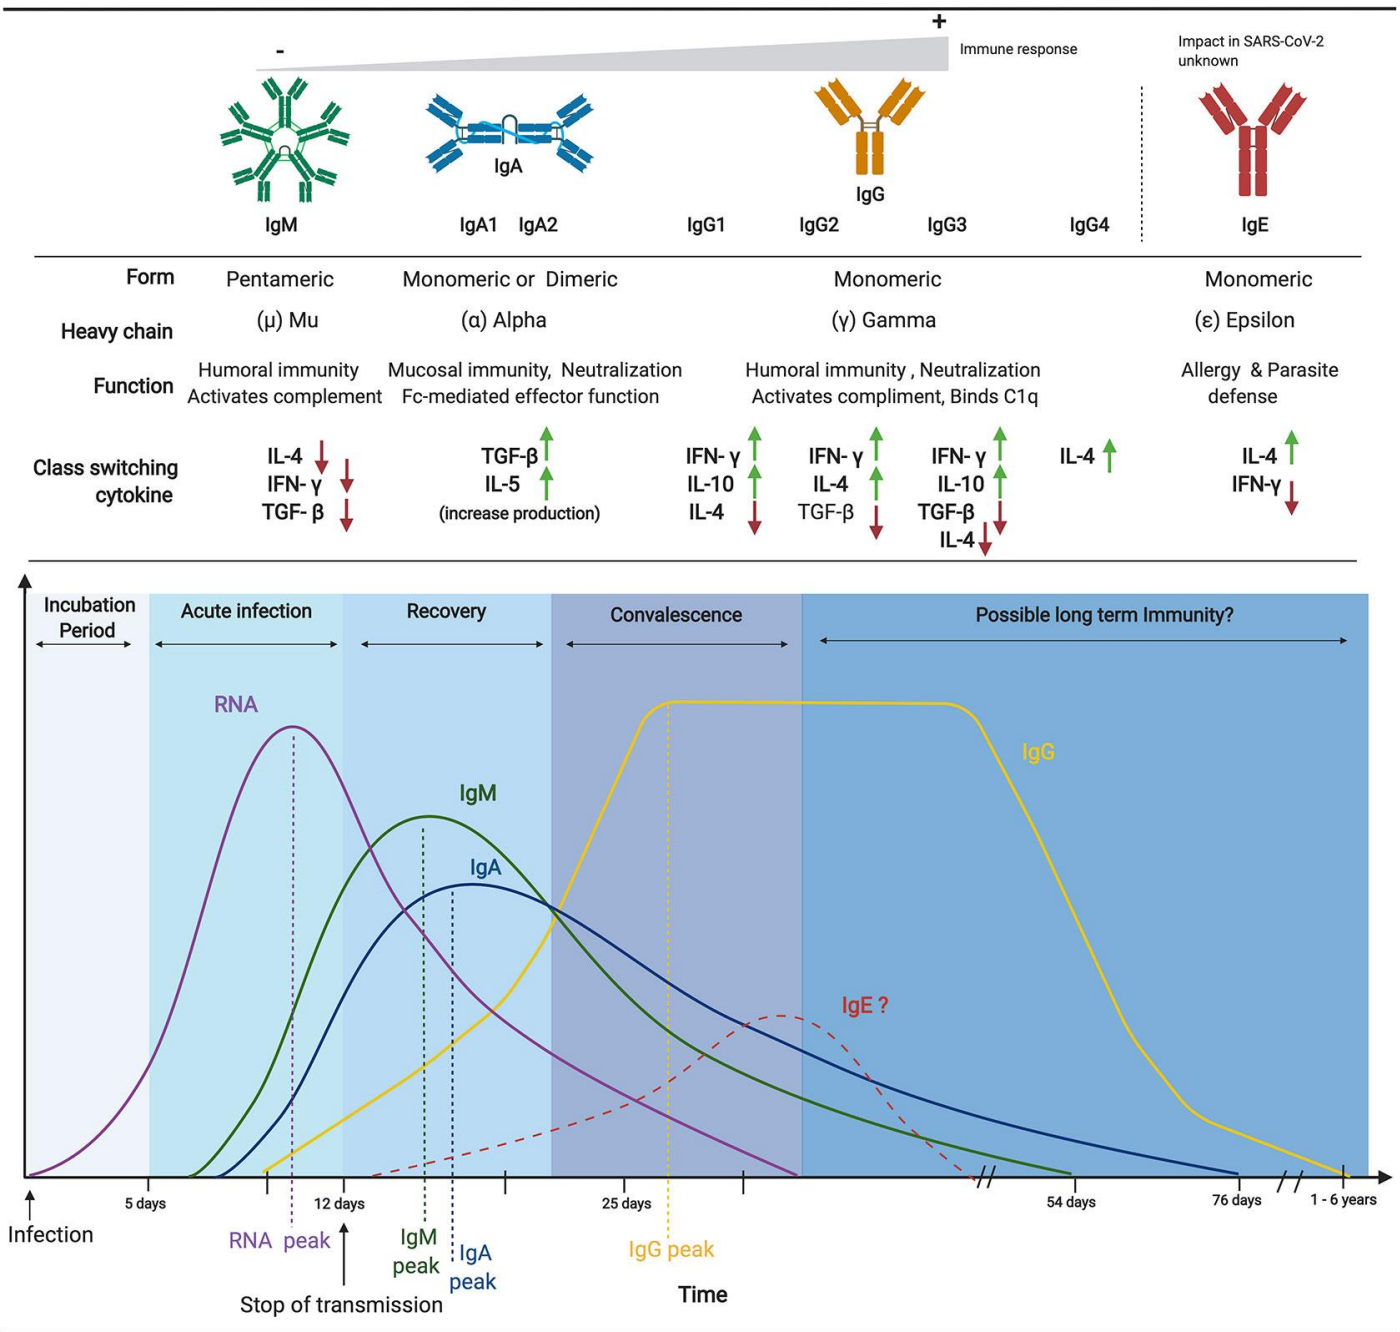 +
-
Immune response
Impact in SARS-CoV-2
unknown
IgA
IgG
IgM
IgA1 IgA2
IgG1
IgG2
IgG3
IgG4
IgE
Form
Pentameric
Monomeric or Dimeric
Monomeric
Monomeric
Heavy chain
(μ) Mu
(α) Alpha
(γ) Gamma
(ε) Epsilon
Function
Humoral immunity
Activates complement
Mucosal immunity, Neutralization
Fc-mediated effector function
Humoral immunity , Neutralization
Activates compliment, Binds C1q
Allergy & Parasite
defense
Class switching
cytokine
IL-4
IFN- γ
TGF- β
TGF-β
IL-5
(increase production)
IFN- γ
IL-10
IL-4
IFN- γ
IL-4
TGF-β
IFN- γ
IL-10
TGF-β
IL-4
IL-4
IL-4
IFN-γ
Incubation
Period
Acute infection
Recovery
Convalescence
Possible long term Immunity?
RNA
IgM
IgA
IgG
IgE ?
5 days
12 days
25 days
54 days
76 days
1 - 6 years
Infection
RNA peak
IgM
peak
IgA
peak
IgG peak
Stop of transmission
Time